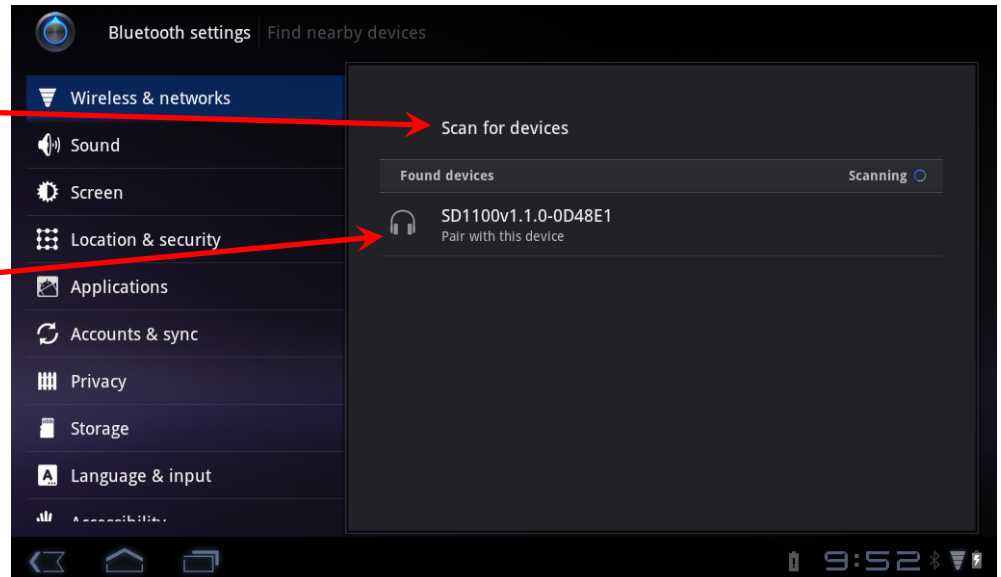 Bluetooth settings Find nearby devices
Wireless & networks
Scan for devices
Sound
Found devices Scanning
Screen
SD1100v1.1.0-0D48E1
Pair with this device
Location & security
Applications
Accounts & sync
Privacy
Storage
A Language & input
9:52